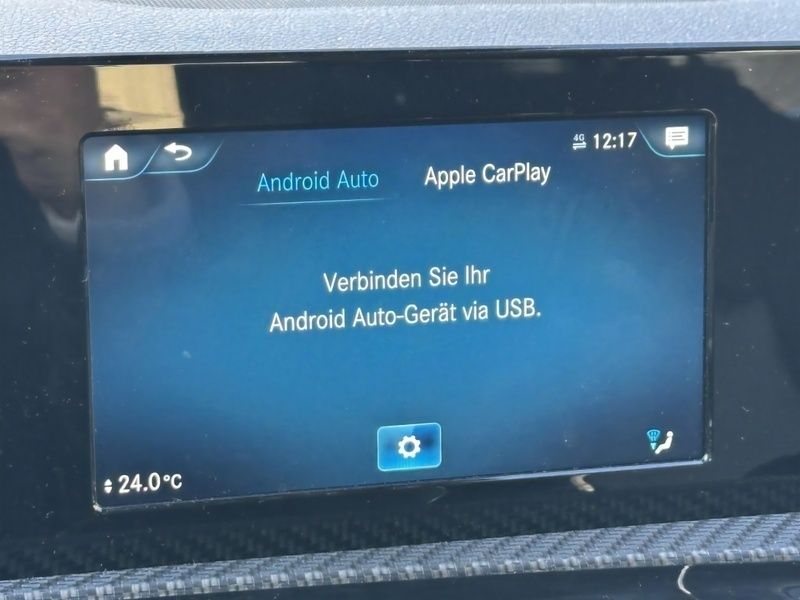 4G 12:17
Android Auto Apple CarPlay
Verbinden Sie Ihr
Android Auto-Gerät via USB.
24.0°C